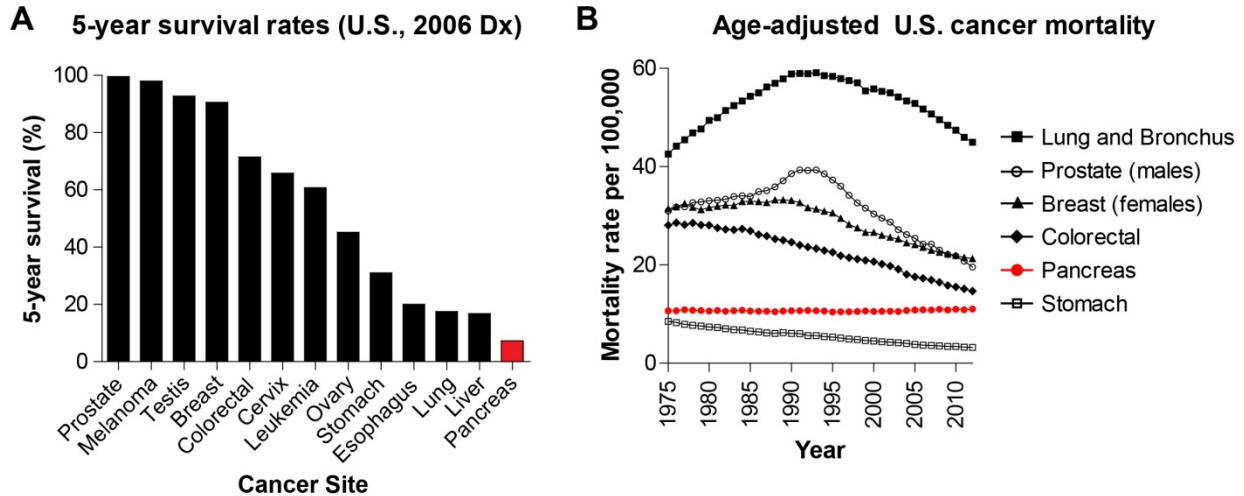 A
5-year survival rates (U.S., 2006 Dx)
5-year survival (%)
100
80
60
40
20
0
Prostate
Melanoma
Testis
Breast
Colorectal
Cervix
Leukemia
Ovary
Stomach
Esophagus
Lung
Liver
Pancreas
Cancer Site
B
Age-adjusted U.S. cancer mortality
Mortality rate per 100,000
60
40
20
0
1975
1980
1985
1990
1995
2000
2005
2010
Year
Lung and Bronchus
Prostate (males)
Breast (females)
Colorectal
Pancreas
Stomach